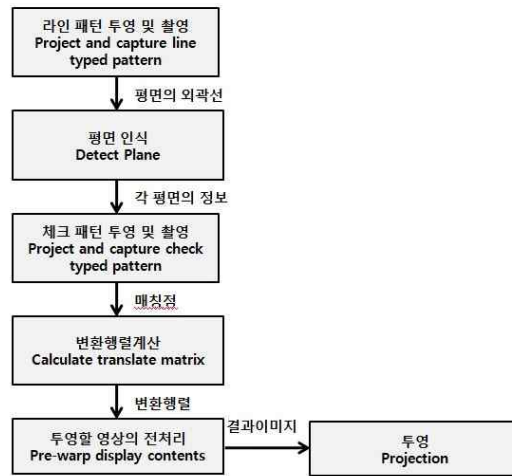 라인 패턴 투영 및 촬영
Project and capture line
typed pattern
평면의 외곽선
평면 인식
Detect Plane
각 평면의 정보
체크 패턴 투영 및 촬영
Project and capture check
typed pattern
매칭점
변환행렬계산
Calculate translate matrix
변환행렬
투영할 영상의 전처리
Pre-warp display contents
결과이미지
투영
Projection